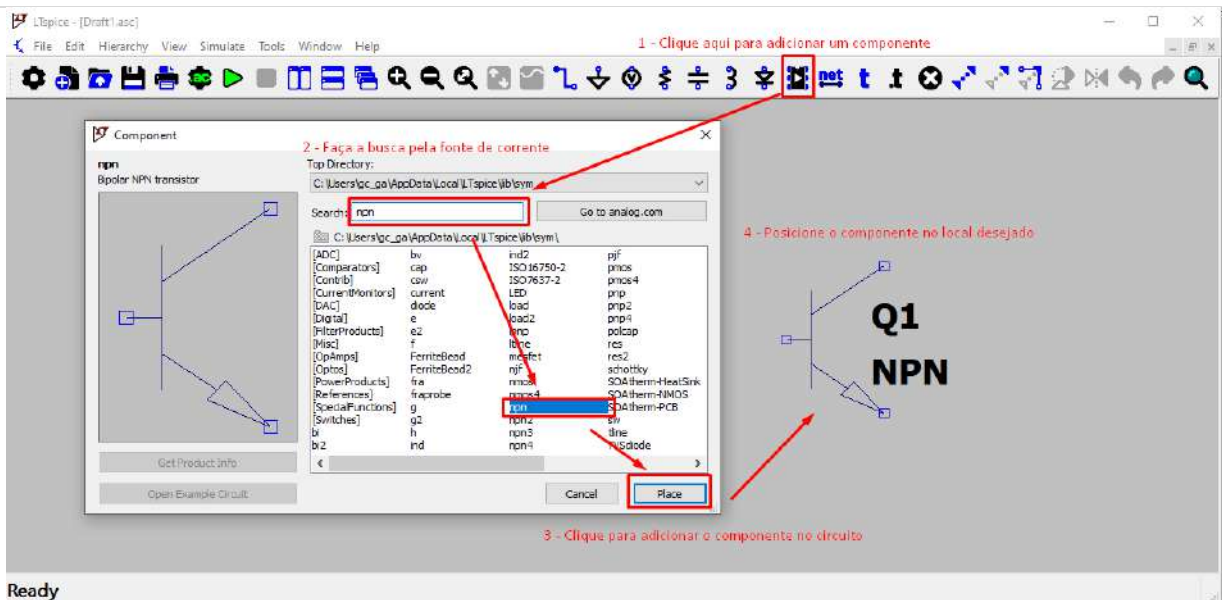 LTspice - [Draft1.asc]
File Edit Hierarchy View Simulate Tools Window Help
1 - Clique aqui para adicionar um componente
Component
2 - Faça a busca pela fonte de corrente
npn
Bipolar NPN transistor
Top Directory:
C:\Users\gc_ga\AppData\Local\LTspice\lib\sym
Search: npn
Go to analog.com
C:\Users\gc_ga\AppData\Local\LTspice\lib\sym\
[ADC] bv ind2 pjf
[Comparators] cap ISO16750-2 pmos
[Contrib] csw ISO7637-2 pmos4
[CurrentMonitors] current LED pnp
[DAC] diode load pnp2
[Digital] e load2 pnp4
[FilterProducts] e2 lpnp polcap
[Misc] f ltline res
[OpAmps] FerriteBead mesfet res2
[Optos] FerriteBead2 njf schottky
[PowerProducts] fra nmos SOAtherm-HeatSink
[References] fraprobe nmos4 SOAtherm-NMOS
[SpecialFunctions] g npn SOAtherm-PCB
[Switches] g2 npn2 sw
bi h npn3 tline
bi2 ind npn4 TVSdiode
Get Product Info
Open Example Circuit
Cancel
Place
4 - Posicione o componente no local desejado
Q1
NPN
3 - Clique para adicionar o componente no circuito
Ready
net
t
.t